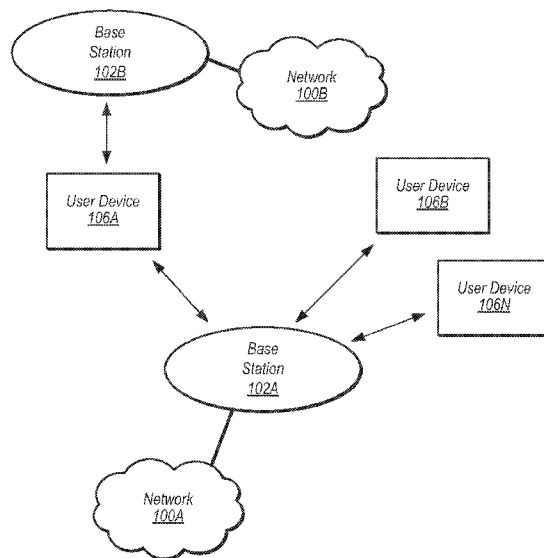 Base
Station
102B
Network
100B
User Device
106A
User Device
106B
User Device
106N
Base
Station
102A
Network
100A